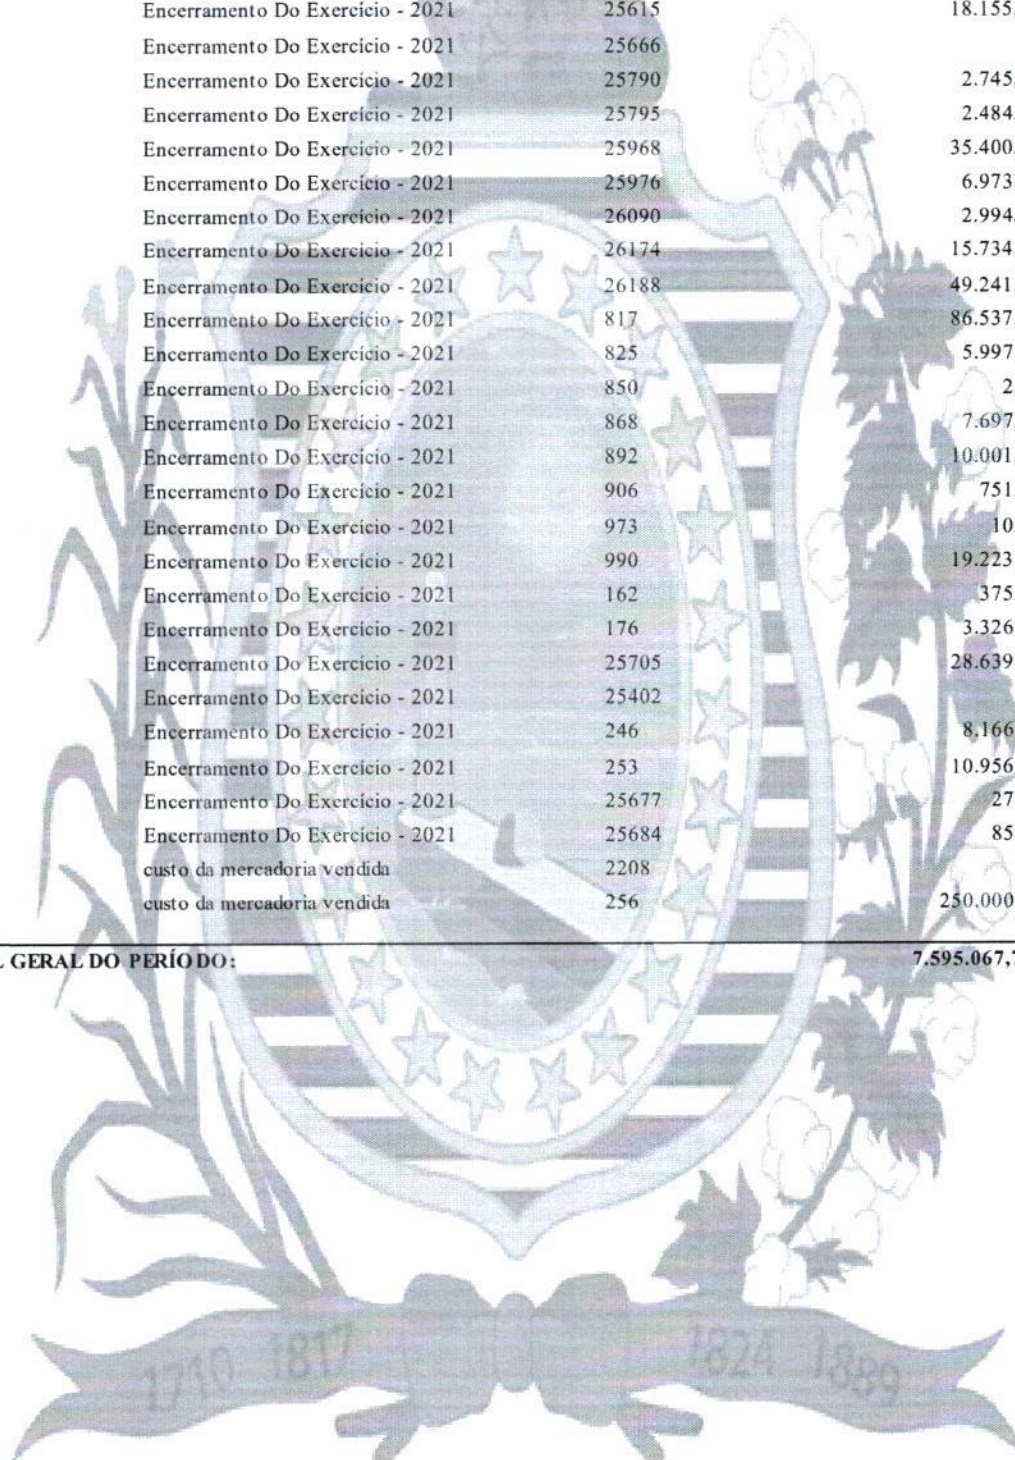 Encerramento Do Exercício - 2021 25615 18.155,
Encerramento Do Exercício - 2021 25666
Encerramento Do Exercício - 2021 25790 2.745,
Encerramento Do Exercício - 2021 25795 2.484,
Encerramento Do Exercício - 2021 25968 35.400,
Encerramento Do Exercício - 2021 25976 6.973,
Encerramento Do Exercício - 2021 26090 2.994,
Encerramento Do Exercício - 2021 26174 15.734,
Encerramento Do Exercício - 2021 26188 49.241,
Encerramento Do Exercício - 2021 817 86.537,
Encerramento Do Exercício - 2021 825 5.997,
Encerramento Do Exercício - 2021 850 2
Encerramento Do Exercício - 2021 868 7.697,
Encerramento Do Exercício - 2021 892 10.001,
Encerramento Do Exercício - 2021 906 751,
Encerramento Do Exercício - 2021 973 10
Encerramento Do Exercício - 2021 990 19.223
Encerramento Do Exercício - 2021 162 375
Encerramento Do Exercício - 2021 176 3.326
Encerramento Do Exercício - 2021 25705 28.639
Encerramento Do Exercício - 2021 25402
Encerramento Do Exercício - 2021 246 8.166
Encerramento Do Exercício - 2021 253 10.956
Encerramento Do Exercício - 2021 25677 27
Encerramento Do Exercício - 2021 25684 85
custo da mercadoria vendida 2208
custo da mercadoria vendida 256 250.000
L GERAL DO PERÍODO: 7.595.067,7
1710 1817 1824 1889